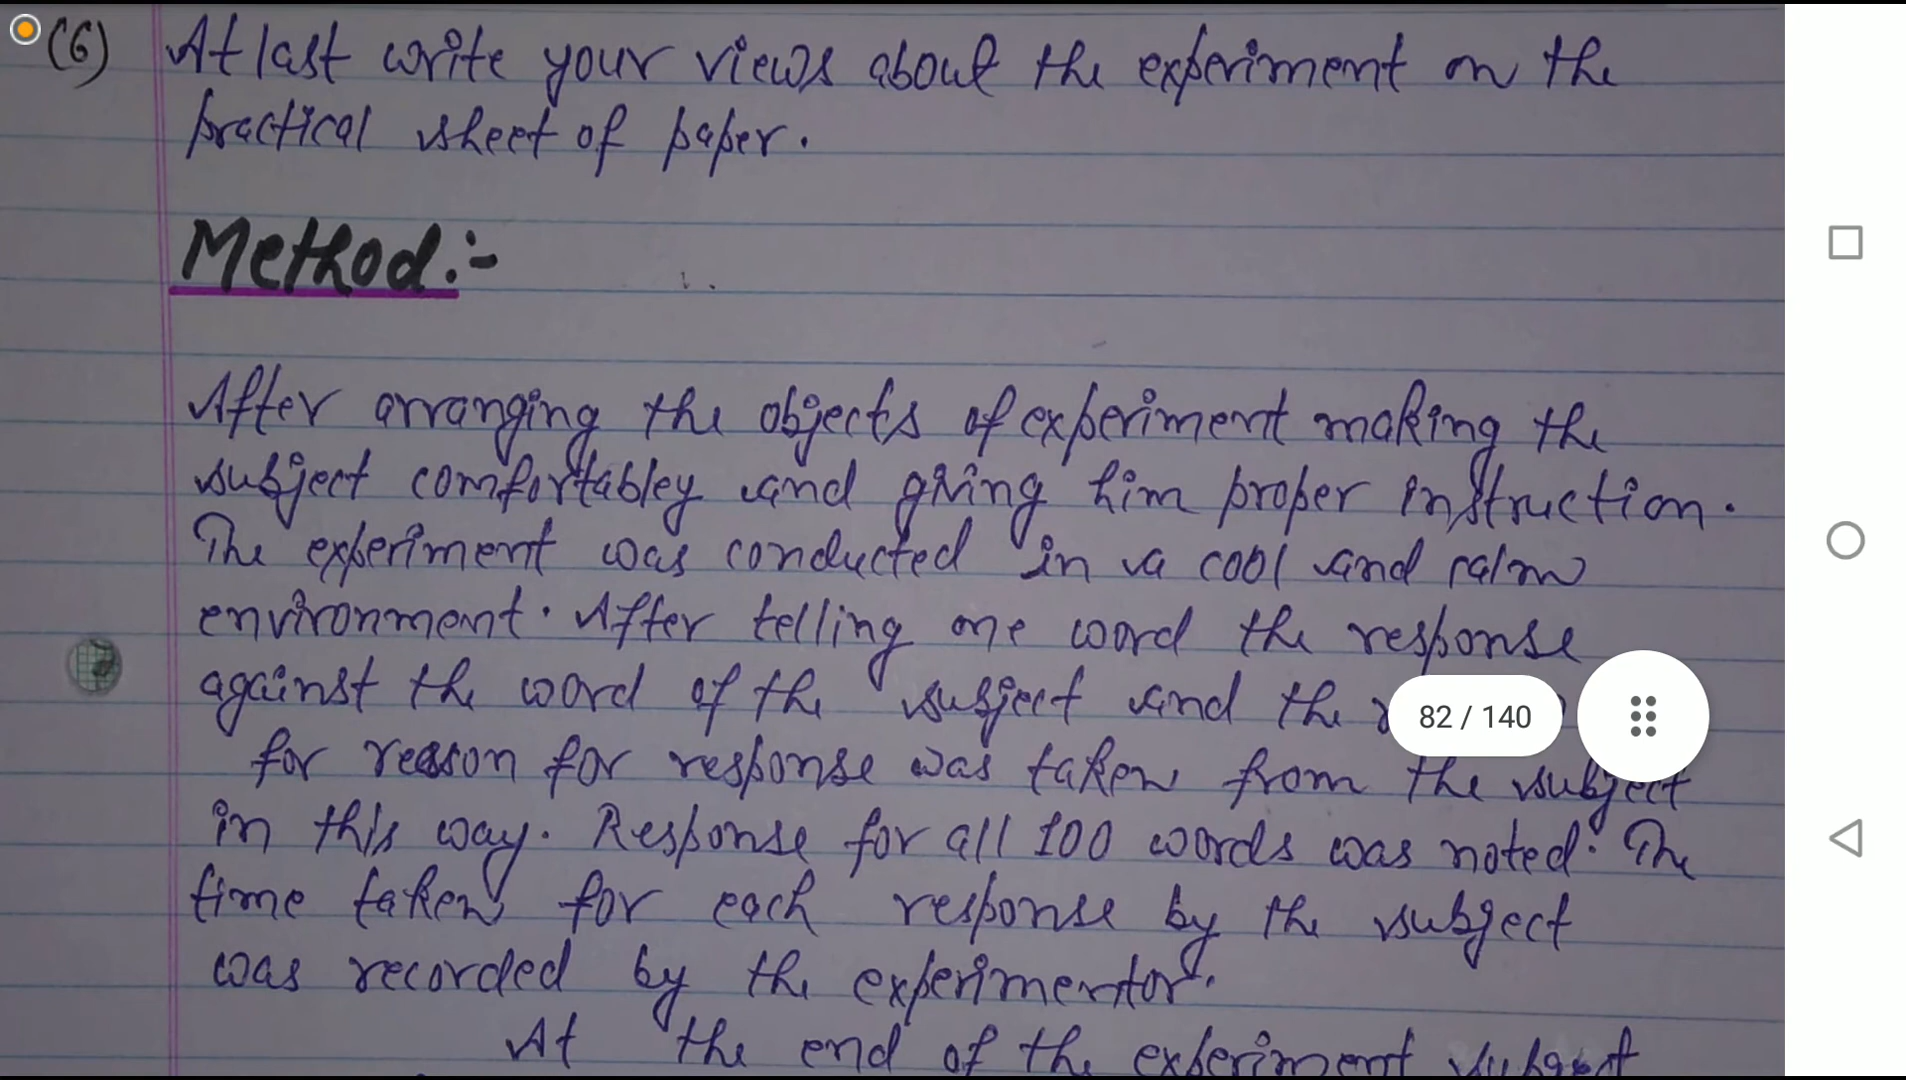 (6) At last write your views about the experiment on the
practical sheet of paper.
Method:-
After arranging the objects of experiment making the
subject comfortabley and giving him proper instruction.
The experiment was conducted in a cool and calm
environment. After telling one word the response
against the word of the subject and the
82 / 140
for reason for response was taken from the subject
in this way. Response for all 100 words was noted. The
time taken for each response by the subject
was recorded by the experimentor.
At the end of the experiment subject